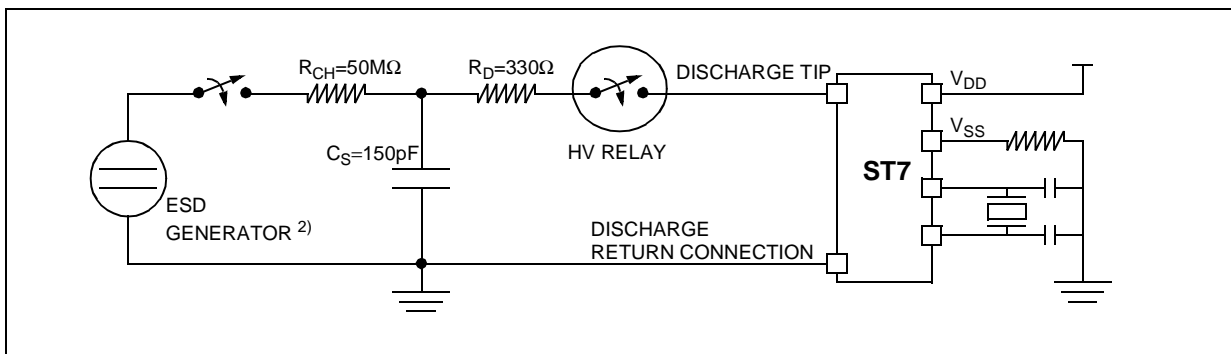 R_CH=50MΩ
R_D=330Ω
DISCHARGE TIP
V_DD
C_S=150pF
HV RELAY
V_SS
ST7
ESD
GENERATOR 2)
DISCHARGE
RETURN CONNECTION